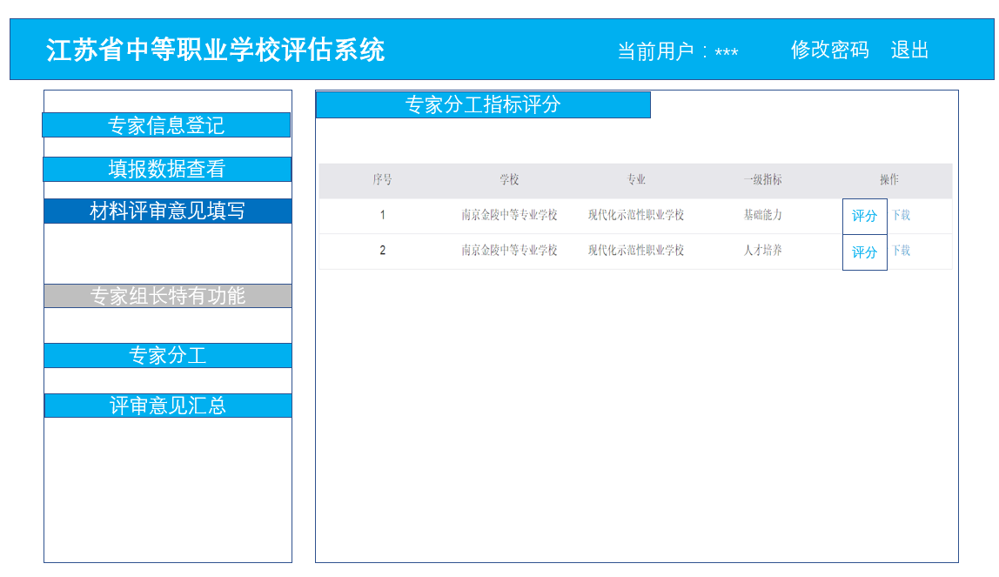 江苏省中等职业学校评估系统
当前用户：*** 修改密码 退出
专家信息登记
填报数据查看
材料评审意见填写
专家组长特有功能
专家分工
评审意见汇总
专家分工指标评分
序号 学校 专业 一级指标 操作
1 南京金陵中等专业学校 现代化示范性职业学校 基础能力 评分 下载
2 南京金陵中等专业学校 现代化示范性职业学校 人才培养 评分 下载